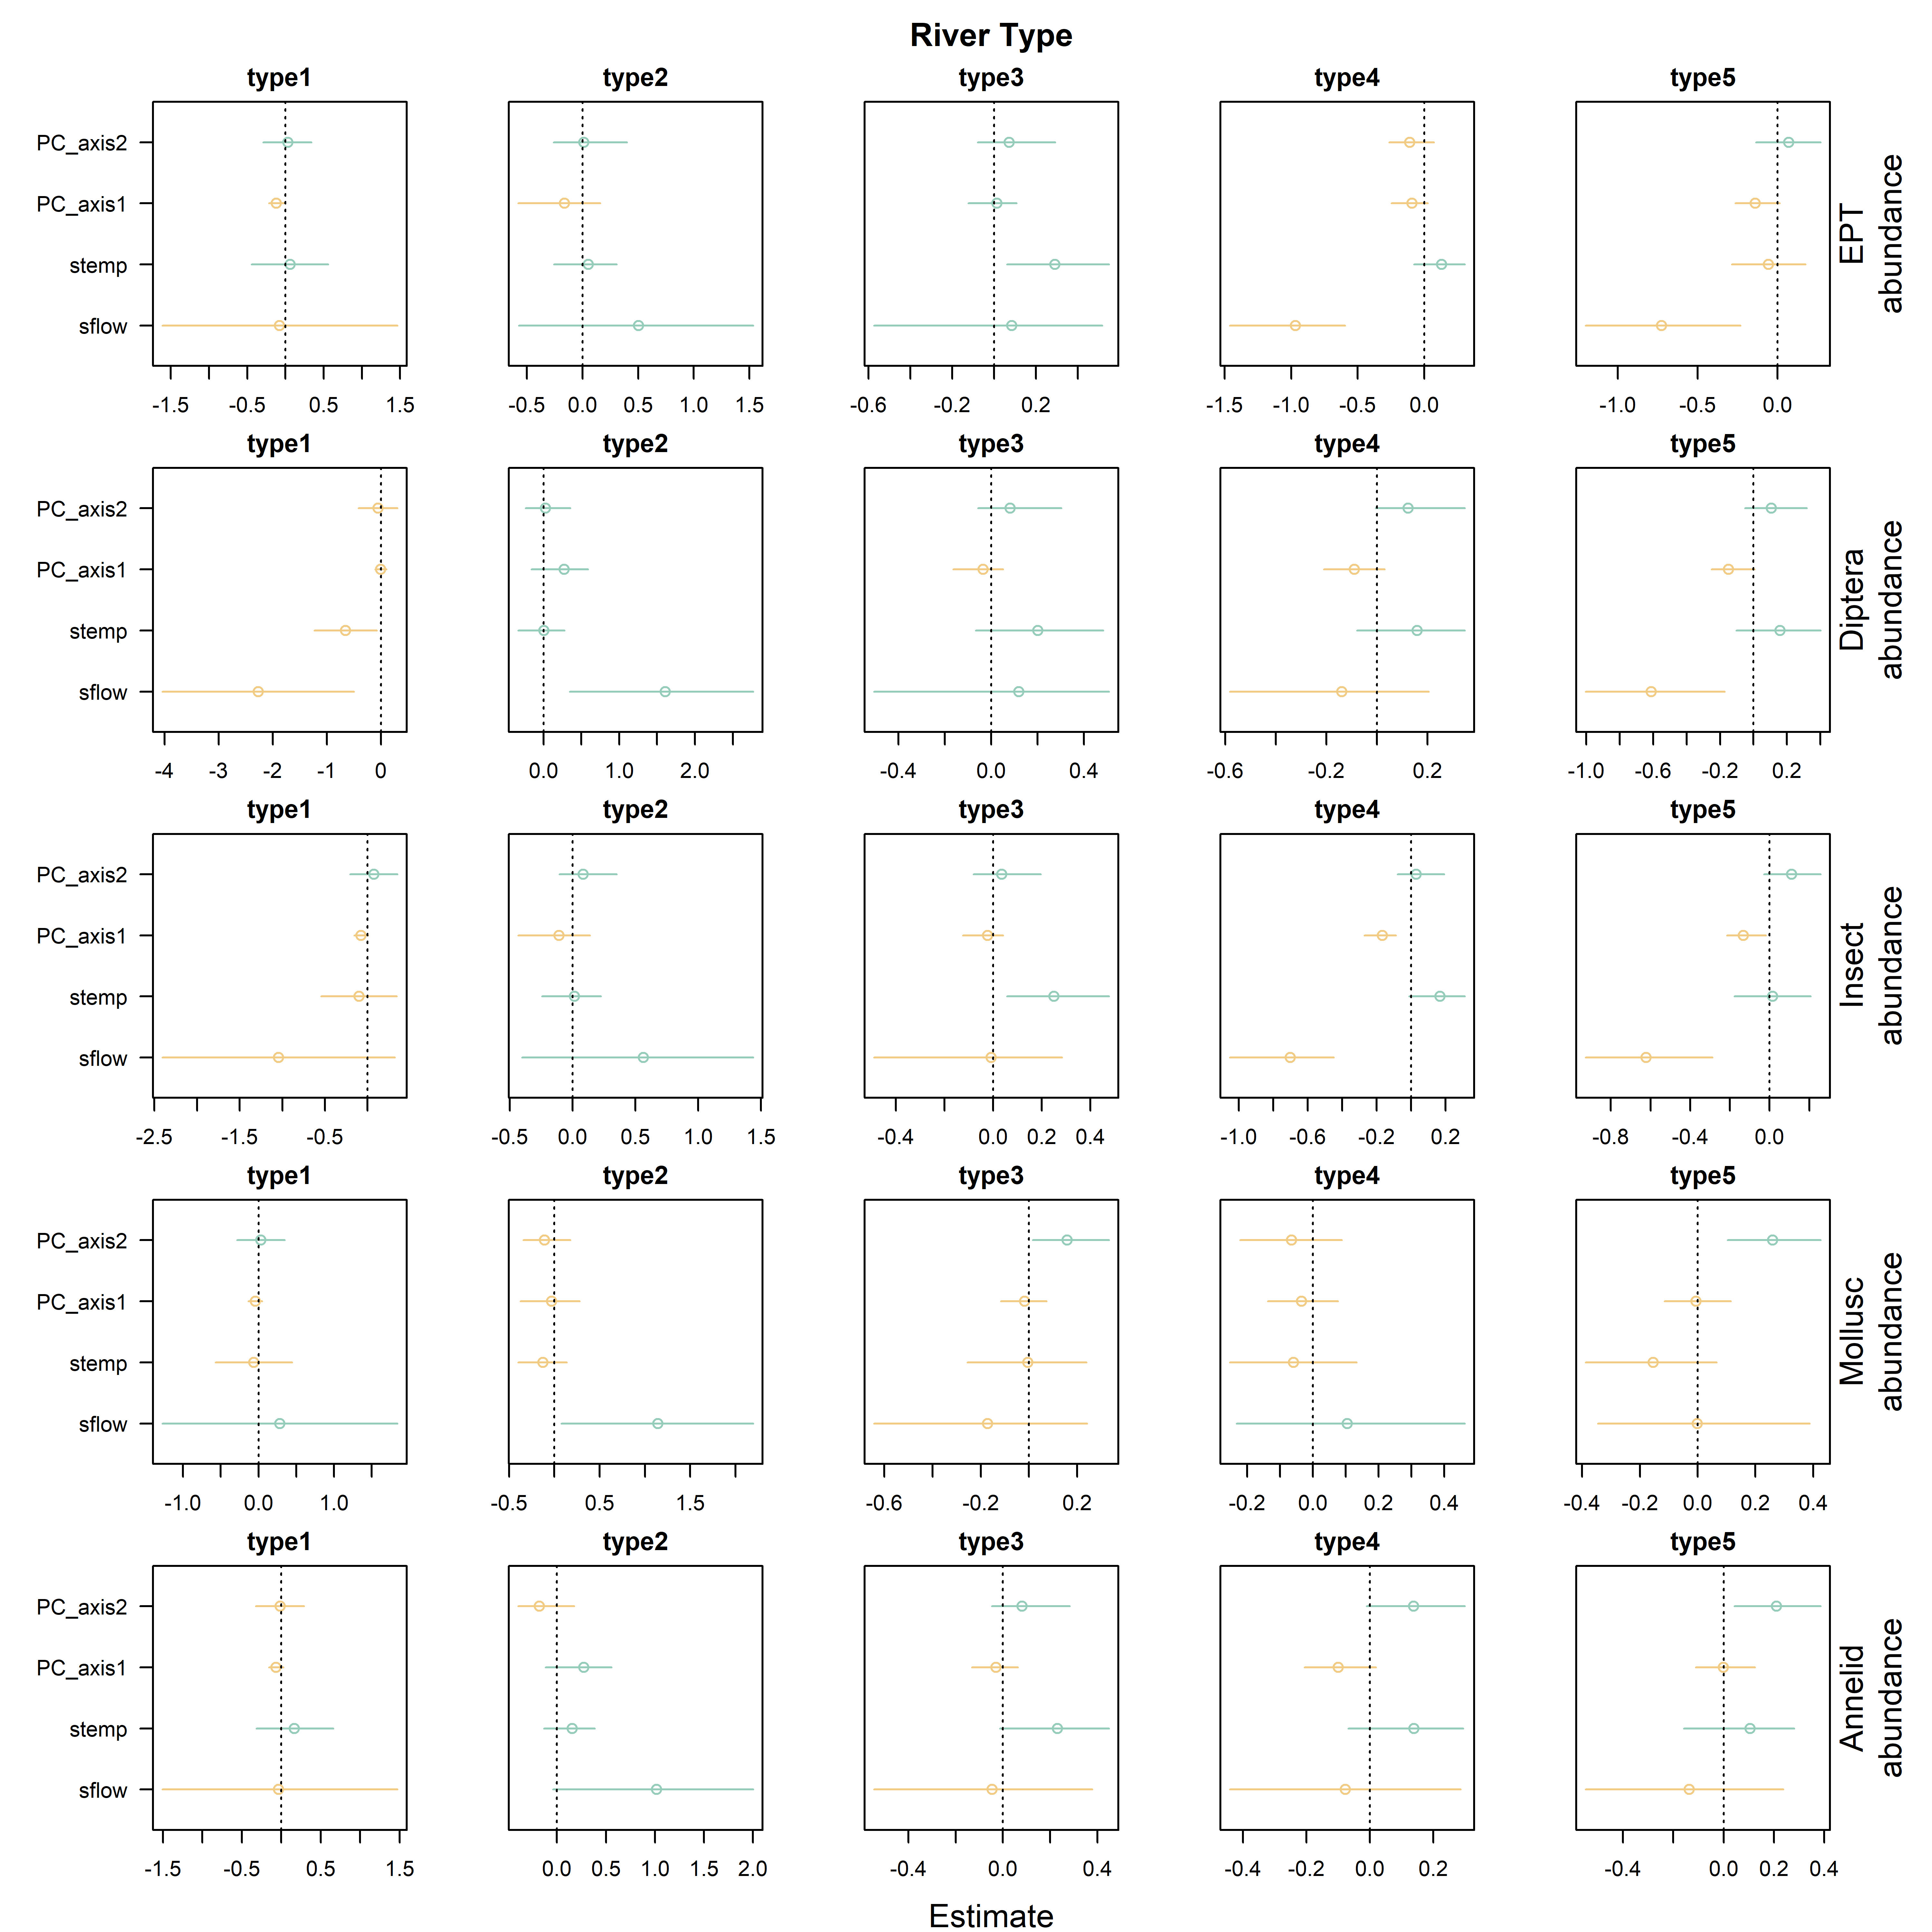 River Type
type1 type2 type3 type4 type5
PC_axis2
PC_axis1
stemp
sflow
EPT
abundance
-1.5 -0.5 0.5 1.5 -0.5 0.0 0.5 1.0 1.5 -0.6 -0.2 0.2 -1.5 -1.0 -0.5 0.0 -1.0 -0.5 0.0
type1 type2 type3 type4 type5
PC_axis2
PC_axis1
stemp
sflow
Diptera
abundance
-4 -3 -2 -1 0 0.0 1.0 2.0 -0.4 0.0 0.4 -0.6 -0.2 0.2 -1.0 -0.6 -0.2 0.2
type1 type2 type3 type4 type5
PC_axis2
PC_axis1
stemp
sflow
Insect
abundance
-2.5 -1.5 -0.5 -0.5 0.0 0.5 1.0 1.5 -0.4 0.0 0.2 0.4 -1.0 -0.6 -0.2 0.2 -0.8 -0.4 0.0
type1 type2 type3 type4 type5
PC_axis2
PC_axis1
stemp
sflow
Mollusc
abundance
-1.0 0.0 1.0 -0.5 0.5 1.5 -0.6 -0.2 0.2 -0.2 0.0 0.2 0.4 -0.4 -0.2 0.0 0.2 0.4
type1 type2 type3 type4 type5
PC_axis2
PC_axis1
stemp
sflow
Annelid
abundance
-1.5 -0.5 0.5 1.5 0.0 0.5 1.0 2.0 -0.4 0.0 0.4 -0.4 -0.2 0.0 0.2 -0.4 0.0 0.2 0.4
Estimate